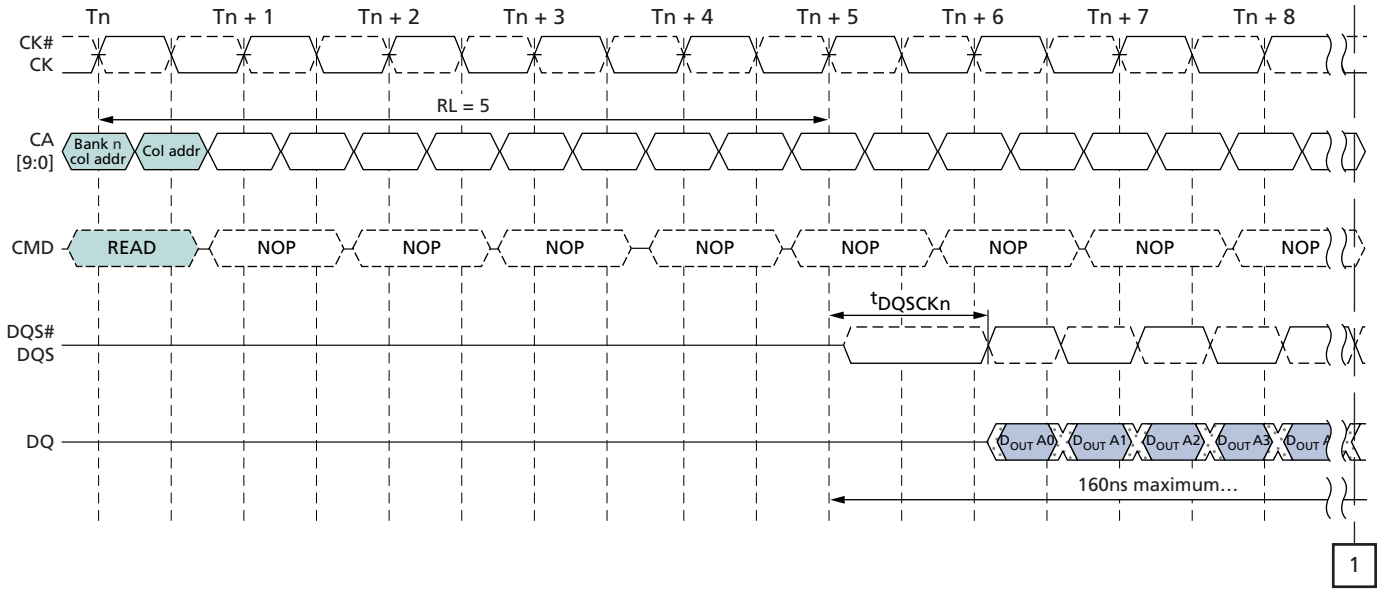 Tn Tn + 1 Tn + 2 Tn + 3 Tn + 4 Tn + 5 Tn + 6 Tn + 7 Tn + 8
CK#
CK
RL = 5
CA
[9:0]
Bank n
col addr
Col addr
CMD READ NOP NOP NOP NOP NOP NOP NOP NOP
tDQSCKn
DQS#
DQS
DQ DOUT A0 DOUT A1 DOUT A2 DOUT A3 DOUT A
160ns maximum…
1